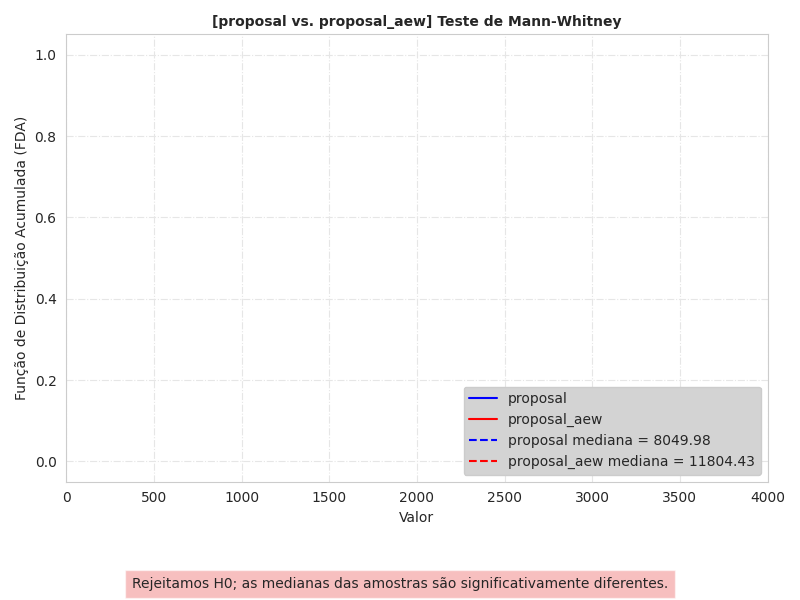 [proposal vs. proposal_aew] Teste de Mann-Whitney
1.0
0.8
0.6
0.4
0.2
0.0
Função de Distribuição Acumulada (FDA)
proposal
proposal_aew
proposal mediana = 8049.98
proposal_aew mediana = 11804.43
0 500 1000 1500 2000 2500 3000 3500 4000
Valor
Rejeitamos H0; as medianas das amostras são significativamente diferentes.